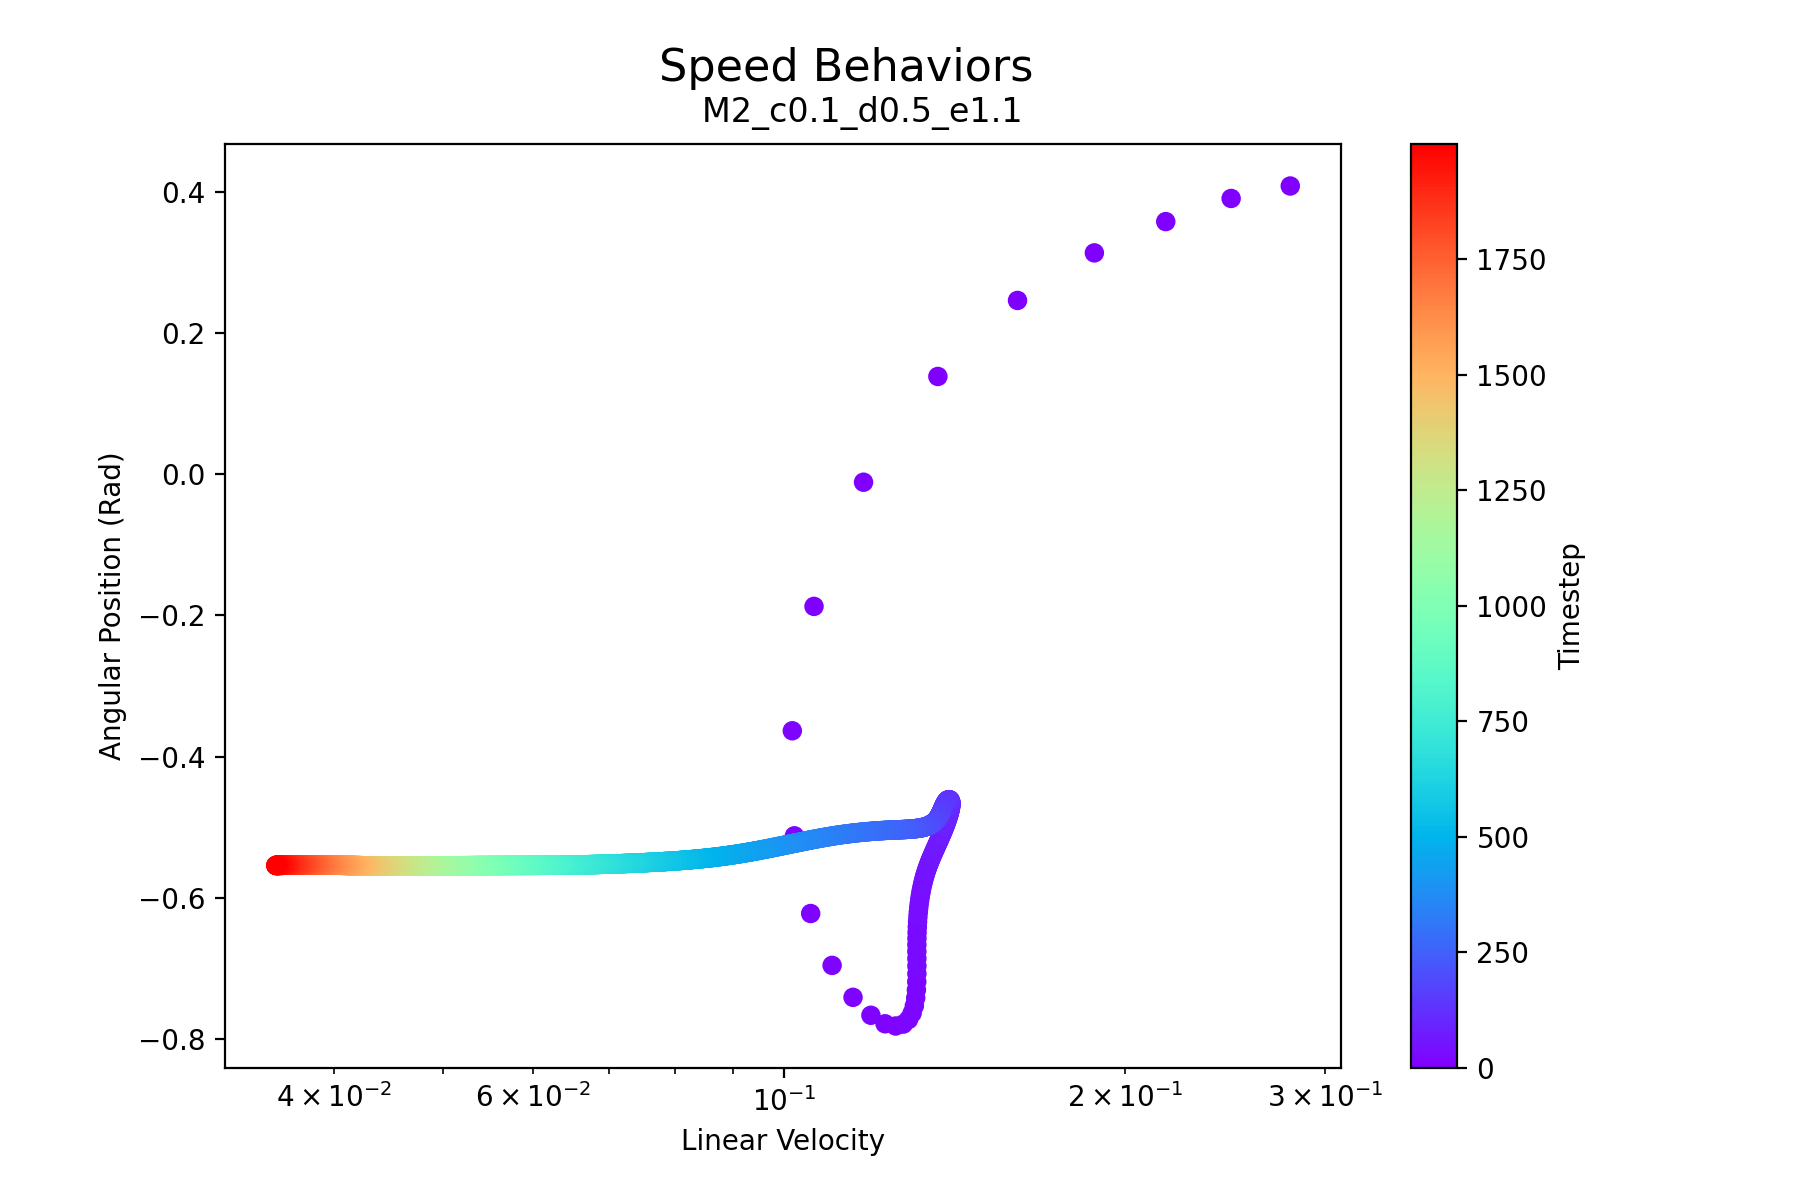 Speed Behaviors
M2_c0.1_d0.5_e1.1
Angular Position (Rad)
0.4
0.2
0.0
−0.2
−0.4
−0.6
−0.8
4 × 10⁻²
6 × 10⁻²
10⁻¹
2 × 10⁻¹
3 × 10⁻¹
Linear Velocity
1750
1500
1250
1000
750
500
250
0
Timestep